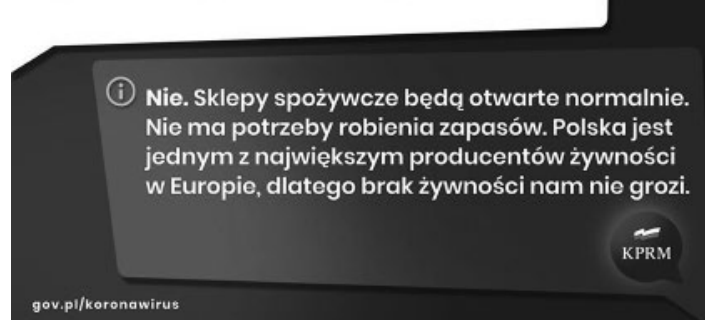 Nie. Sklepy spożywcze będą otwarte normalnie.
Nie ma potrzeby robienia zapasów. Polska jest
jednym z największym producentów żywności
w Europie, dlatego brak żywności nam nie grozi.
KPRM
gov.pl/koronawirus